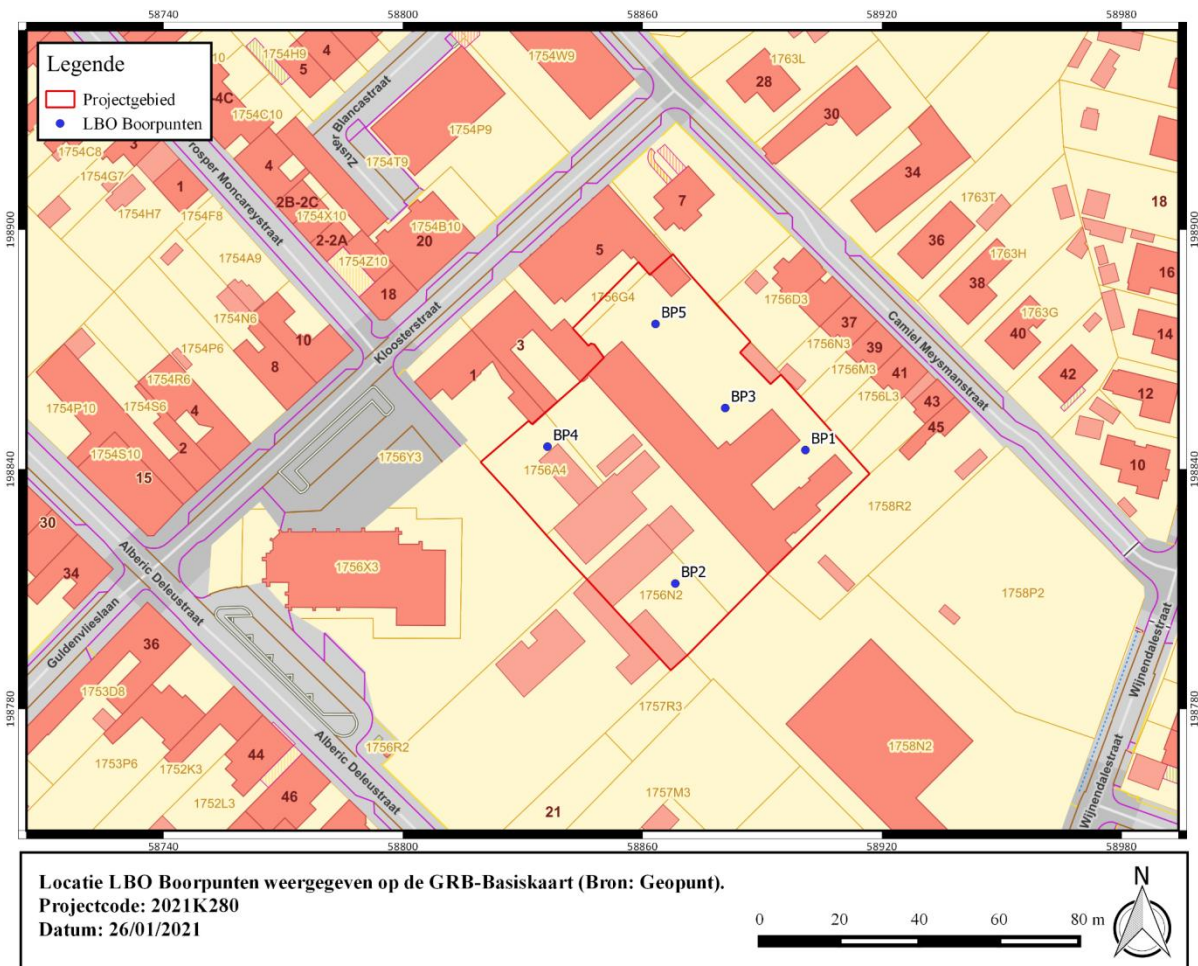 58740
58800
58860
58920
58980
Legende
Projectgebied
LBO Boorpunten
1754H9
4
5
10
-4C
1754C10
1754W9
1763L
28
30
1754P9
Zuster Blancastraat
1754T9
3
1754C8
1754G7
1
1754H7
1754F8
rosper Moncareystraat
4
2B-2C
1754X10
2-2A
1754Z10
1754B10
20
18
1754A9
7
34
1763T
36
1763H
38
1763G
40
42
18
16
14
12
10
198900
198900
5
1756G4
BP5
1756D3
37
1756N3
39
1756M3
41
1756L3
43
45
Camiel Meysmanstraat
1754N6
10
1754P6
8
1754R6
1754S6
4
2
1754P10
1754S10
15
Kloosterstraat
3
1
BP3
BP4
BP1
1756A4
198840
198840
1756Y3
30
34
Alberic Deleustraat
Guldenvlieslaan
1756X3
BP2
1756N2
1758R2
1758P2
Wijnendalestraat
36
1753D8
1753P6
1752K3
44
1752L3
46
Alberic Deleustraat
1756R2
1757R3
1757M3
1758N2
21
Wijnendalestraat
198780
198780
58740
58800
58860
58920
58980
Locatie LBO Boorpunten weergegeven op de GRB-Basiskaart (Bron: Geopunt).
Projectcode: 2021K280
Datum: 26/01/2021
0 20 40 60 80 m
N